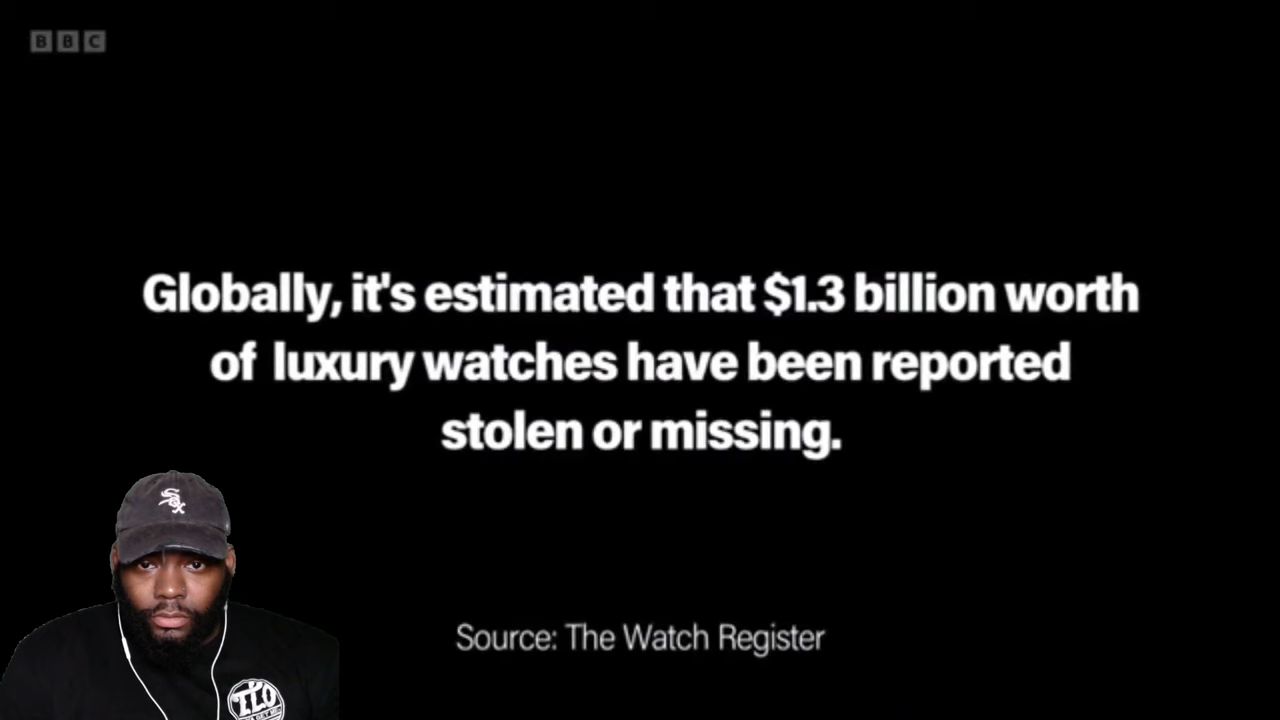 BBC
Globally, it's estimated that $1.3 billion worth
of luxury watches have been reported
stolen or missing.
Sox
Source: The Watch Register
TLO